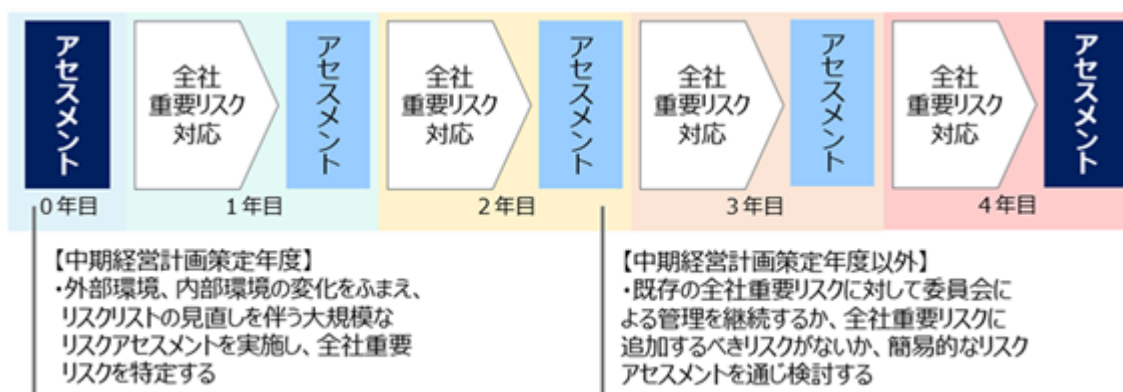 アセスメント
全社
重要リスク
対応
アセスメント
全社
重要リスク
対応
アセスメント
全社
重要リスク
対応
アセスメント
全社
重要リスク
対応
アセスメント
0年目
1年目
2年目
3年目
4年目
【中期経営計画策定年度】
・外部環境、内部環境の変化をふまえ、
リスクリストの見直しを伴う大規模な
リスクアセスメントを実施し、全社重要
リスクを特定する
【中期経営計画策定年度以外】
・既存の全社重要リスクに対して委員会に
よる管理を継続するか、全社重要リスクに
追加するべきリスクがないか、簡易的なリスク
アセスメントを通じ検討する